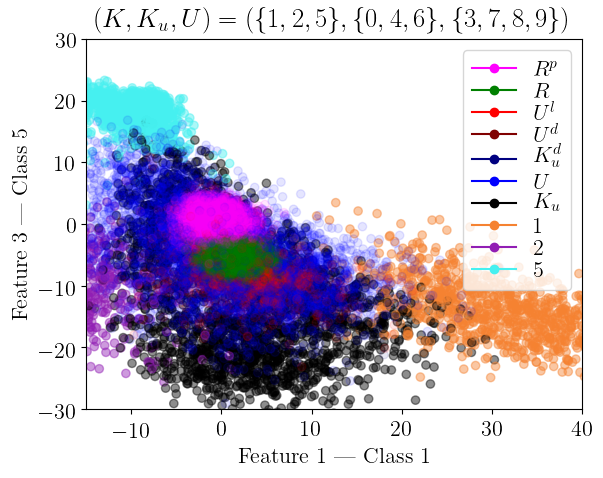 (K, K_u, U) = ({1, 2, 5}, {0, 4, 6}, {3, 7, 8, 9})
30
20
10
0
−10
−20
−30
Feature 3 — Class 5
R^p
R
U^l
U^d
K_u^d
U
K_u
1
2
5
−10 0 10 20 30 40
Feature 1 — Class 1